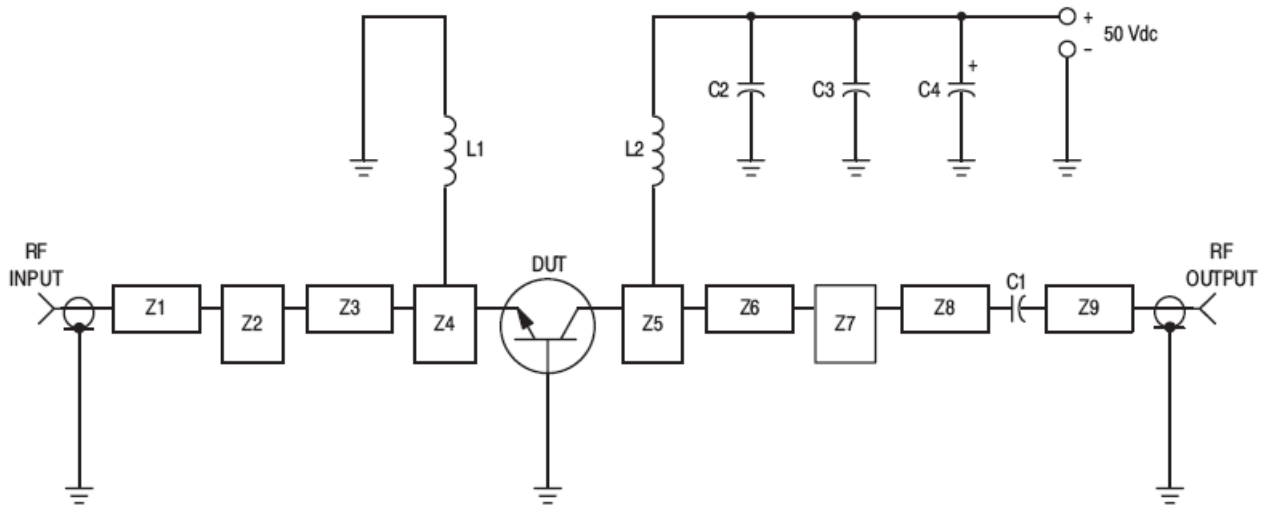 +
50 Vdc
–
C2
C3
+
C4
L1
L2
RF
INPUT
DUT
RF
OUTPUT
C1
Z1
Z2
Z3
Z4
Z5
Z6
Z7
Z8
Z9